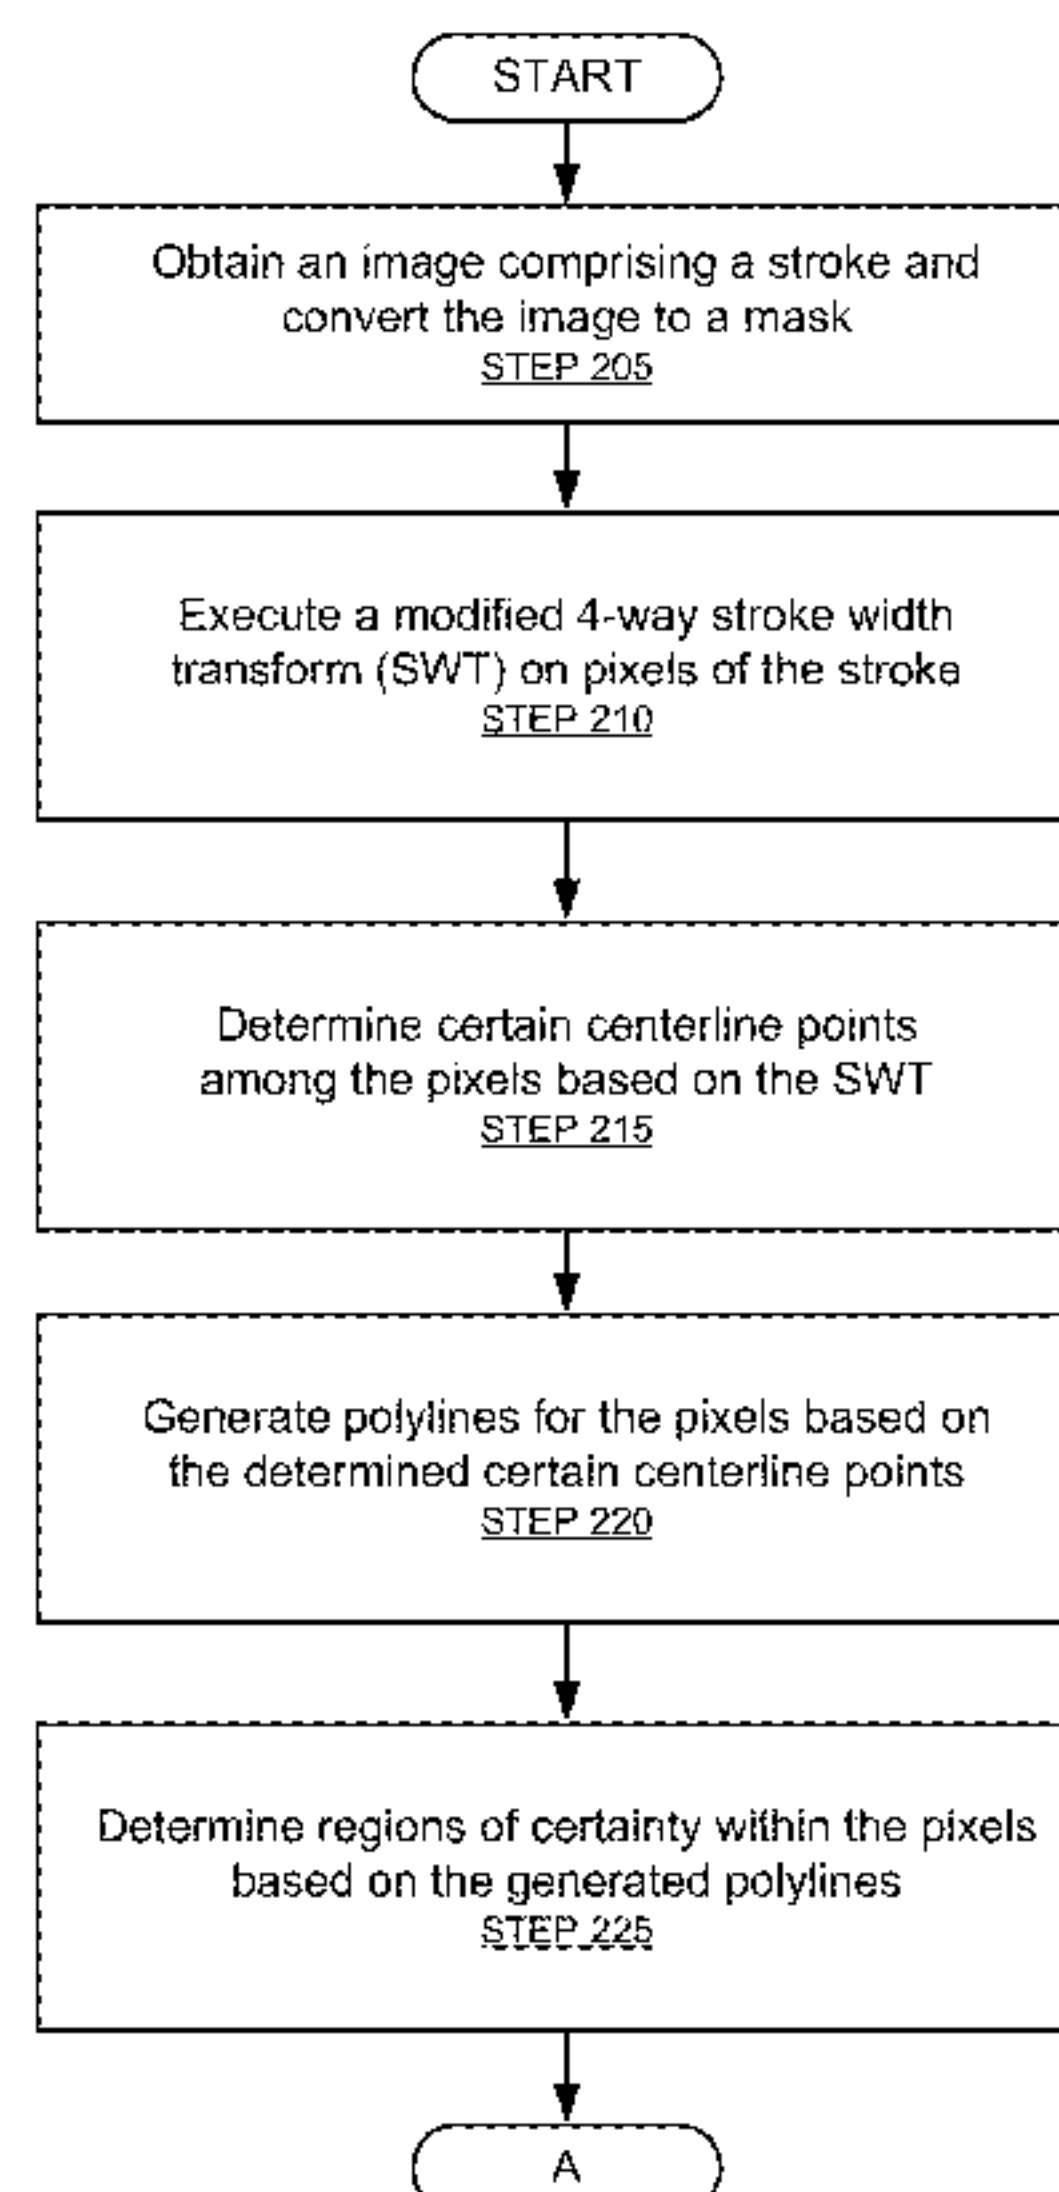 START
Obtain an image comprising a stroke and
convert the image to a mask
STEP 205
Execute a modified 4-way stroke width
transform (SWT) on pixels of the stroke
STEP 210
Determine certain centerline points
among the pixels based on the SWT
STEP 215
Generate polylines for the pixels based on
the determined certain centerline points
STEP 220
Determine regions of certainty within the pixels
based on the generated polylines
STEP 225
A